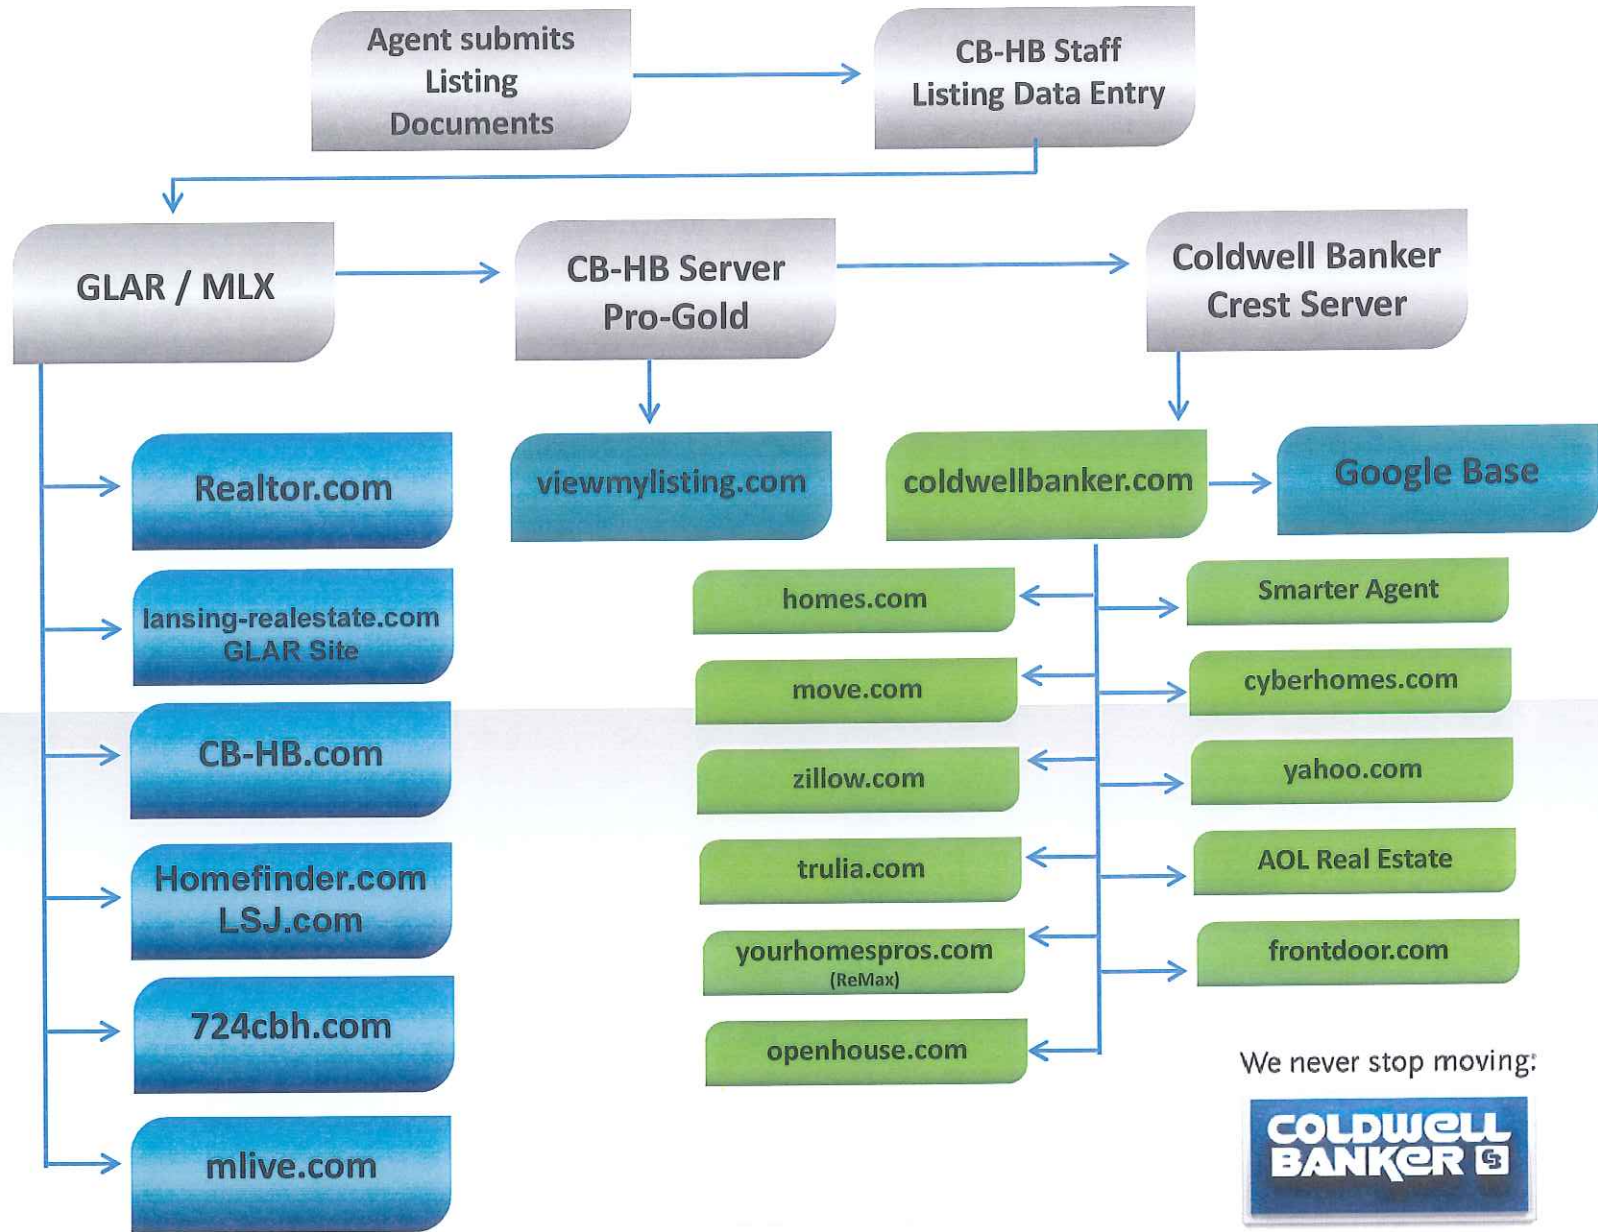 Agent submits
Listing
Documents
CB-HB Staff
Listing Data Entry
GLAR / MLX
CB-HB Server
Pro-Gold
Coldwell Banker
Crest Server
Realtor.com
viewmylisting.com
coldwellbanker.com
Google Base
lansing-realestate.com
GLAR Site
CB-HB.com
Homefinder.com
LSJ.com
724cbh.com
mlive.com
homes.com
move.com
zillow.com
trulia.com
yourhomespros.com
(ReMax)
openhouse.com
Smarter Agent
cyberhomes.com
yahoo.com
AOL Real Estate
frontdoor.com
We never stop moving:
COLDWELL
BANKER CB